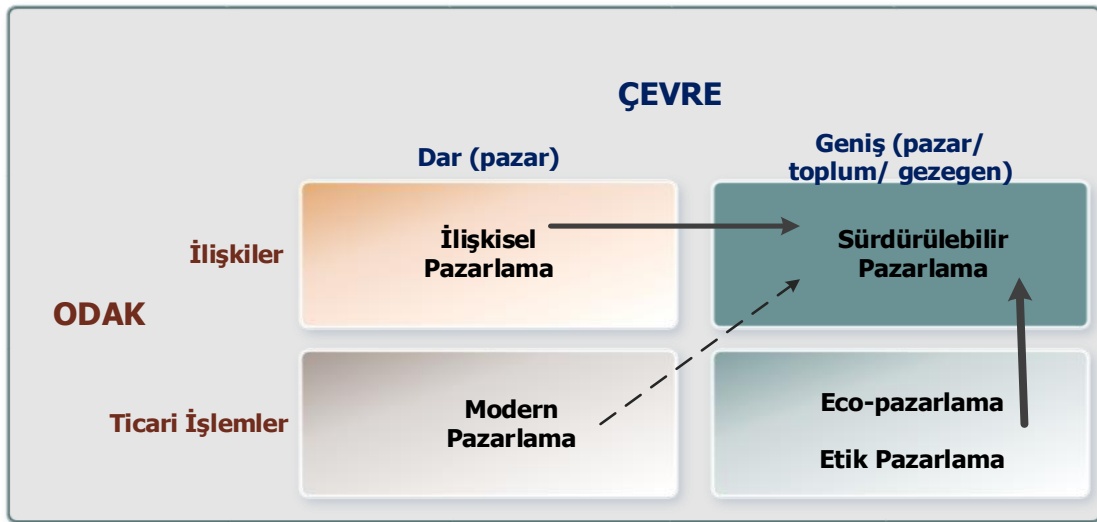 ÇEVRE
Dar (pazar)
Geniş (pazar/
toplum/ gezegen)
İlişkiler
İlişkisel
Pazarlama
Sürdürülebilir
Pazarlama
ODAK
Ticari İşlemler
Modern
Pazarlama
Eco-pazarlama
Etik Pazarlama